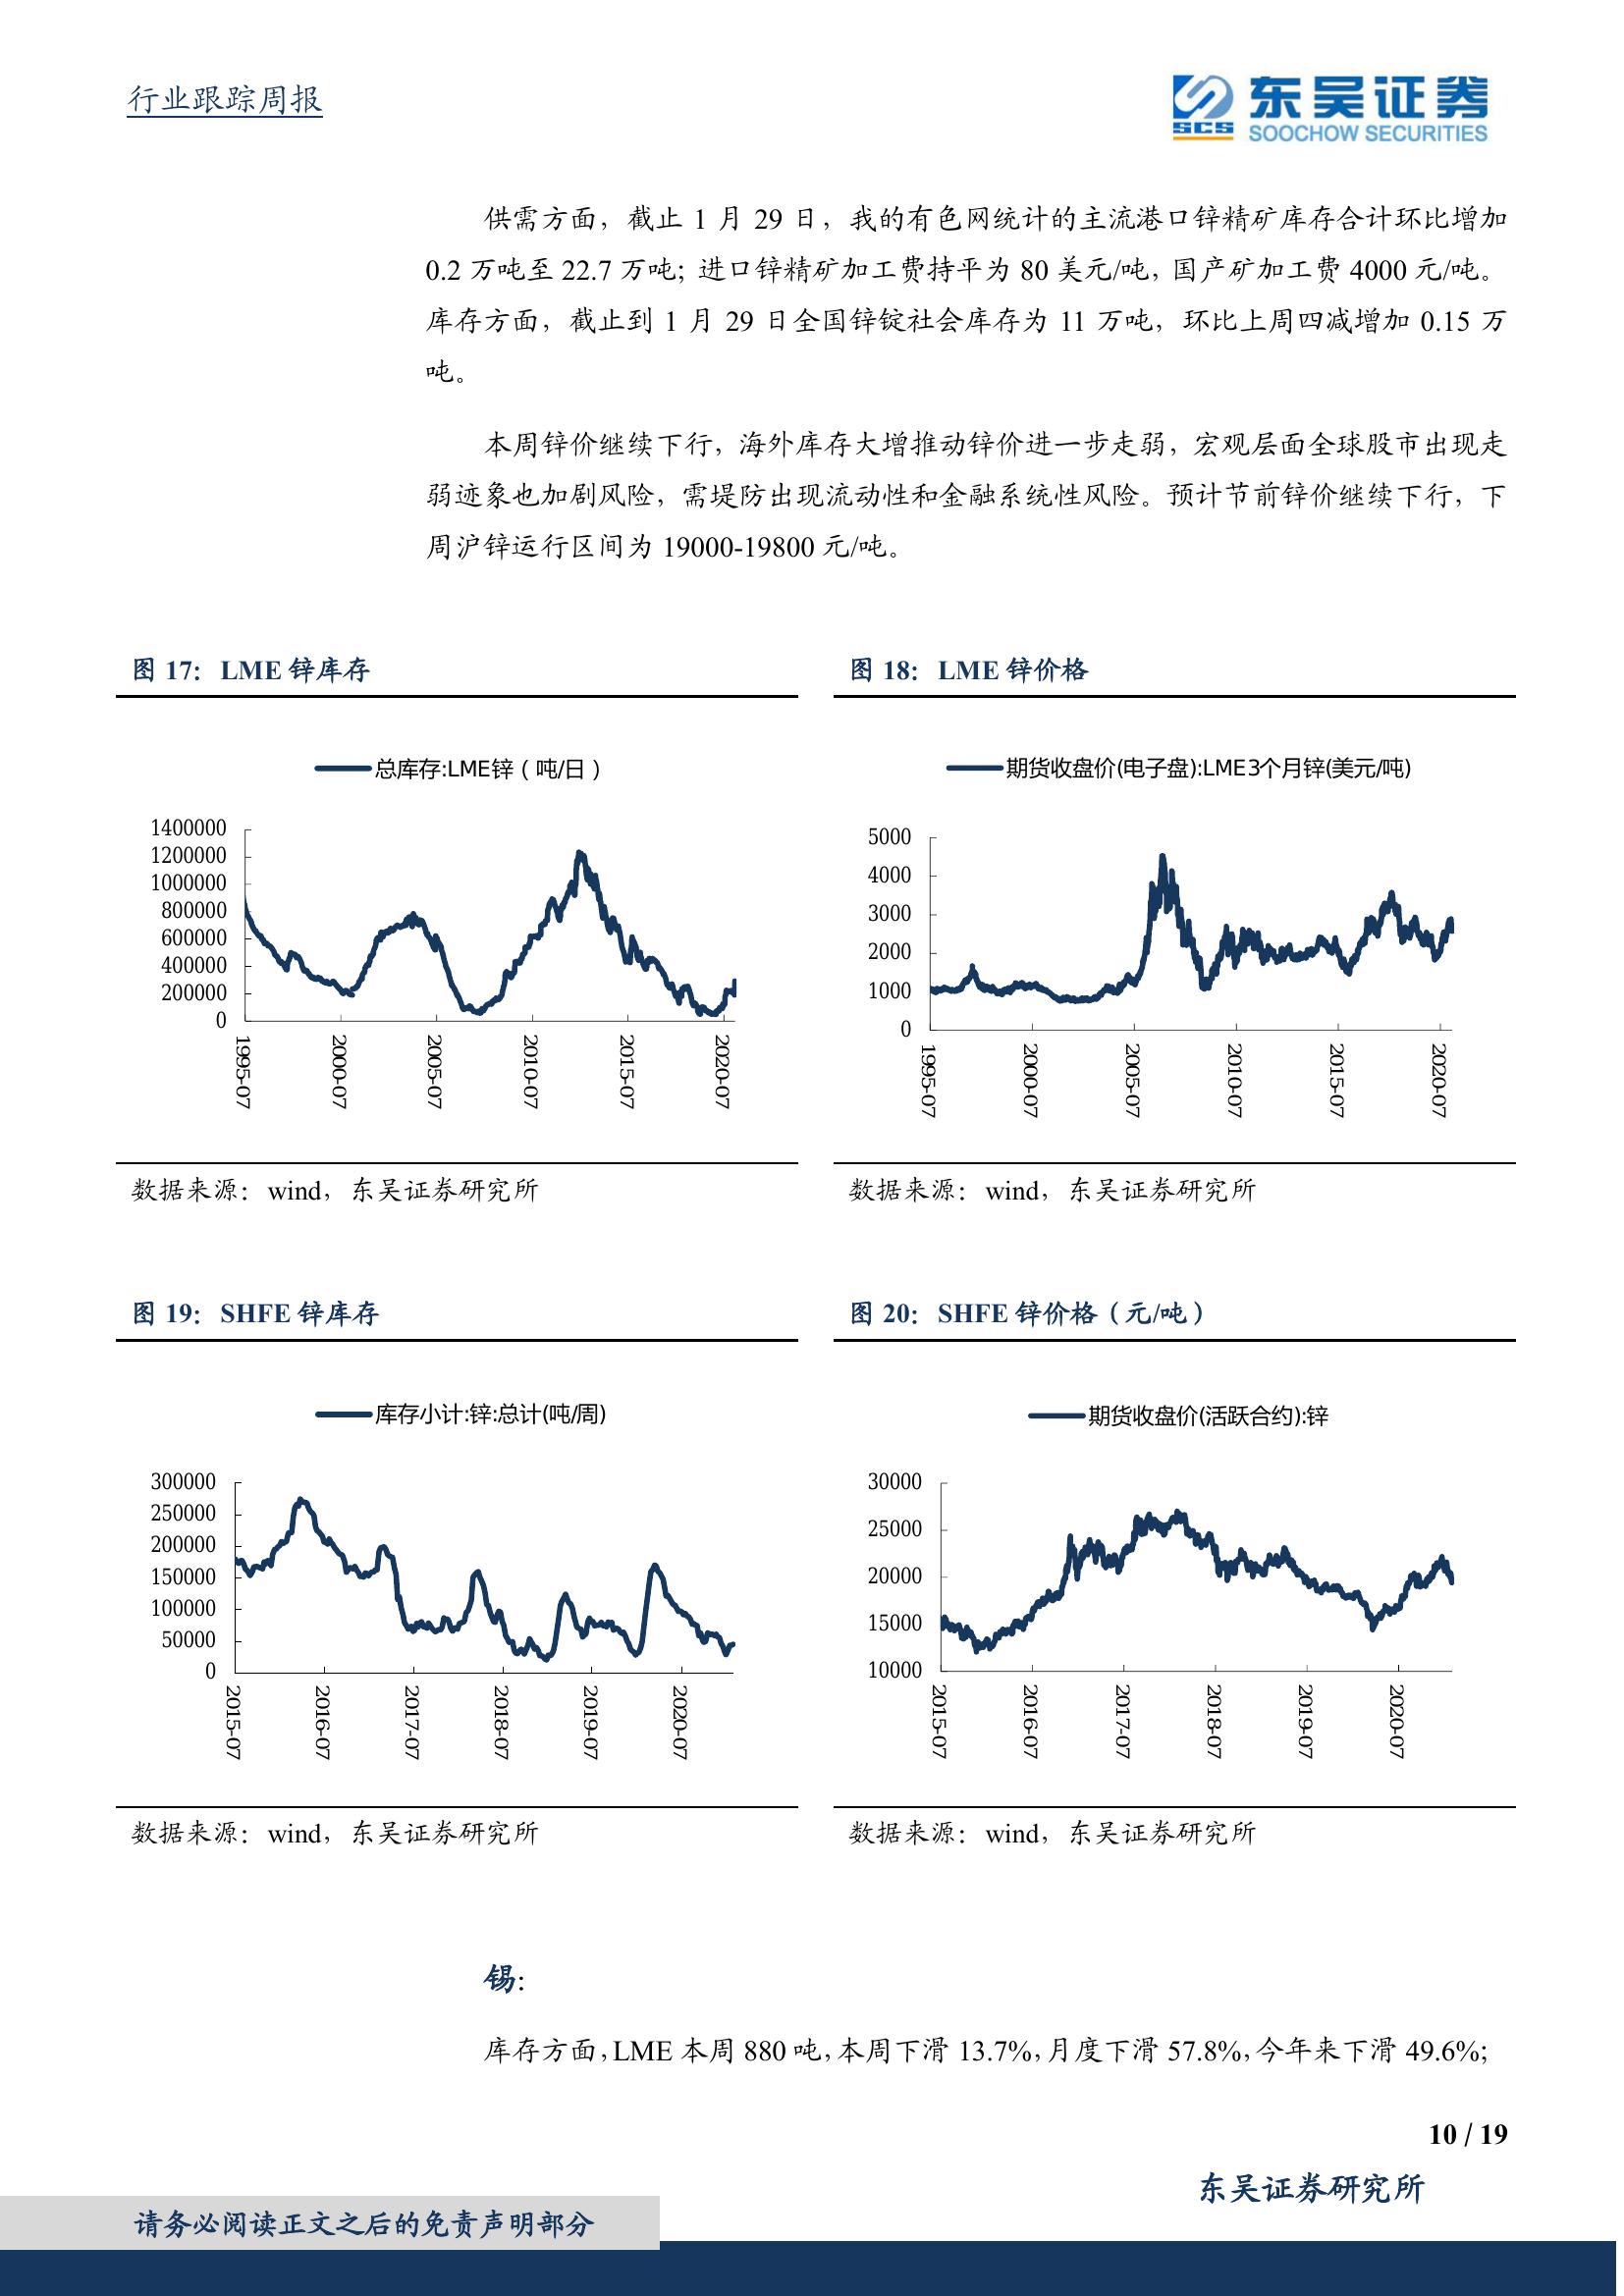 行业跟踪周报
东吴证券
SCS
SOOCHOW SECURITIES
供需方面，截止 1 月 29 日，我的有色网统计的主流港口锌精矿库存合计环比增加
0.2 万吨至 22.7 万吨；进口锌精矿加工费持平为 80 美元/吨，国产矿加工费 4000 元/吨。
库存方面，截止到 1 月 29 日全国锌锭社会库存为 11 万吨，环比上周四减增加 0.15 万
吨。
本周锌价继续下行，海外库存大增推动锌价进一步走弱，宏观层面全球股市出现走
弱迹象也加剧风险，需堤防出现流动性和金融系统性风险。预计节前锌价继续下行，下
周沪锌运行区间为 19000-19800 元/吨。
图 17： LME 锌库存
总库存:LME锌（吨/日）
1400000
1200000
1000000
800000
600000
400000
200000
0
1995-07
2000-07
2005-07
2010-07
2015-07
2020-07
数据来源：wind，东吴证券研究所
图 18： LME 锌价格
期货收盘价(电子盘):LME3个月锌(美元/吨)
5000
4000
3000
2000
1000
0
1995-07
2000-07
2005-07
2010-07
2015-07
2020-07
数据来源：wind，东吴证券研究所
图 19： SHFE 锌库存
库存小计:锌:总计(吨/周)
300000
250000
200000
150000
100000
50000
0
2015-07
2016-07
2017-07
2018-07
2019-07
2020-07
数据来源：wind，东吴证券研究所
图 20： SHFE 锌价格（元/吨）
期货收盘价(活跃合约):锌
30000
25000
20000
15000
10000
2015-07
2016-07
2017-07
2018-07
2019-07
2020-07
数据来源：wind，东吴证券研究所
锡：
库存方面，LME 本周 880 吨，本周下滑 13.7%，月度下滑 57.8%，今年来下滑 49.6%；
10 / 19
东吴证券研究所
请务必阅读正文之后的免责声明部分